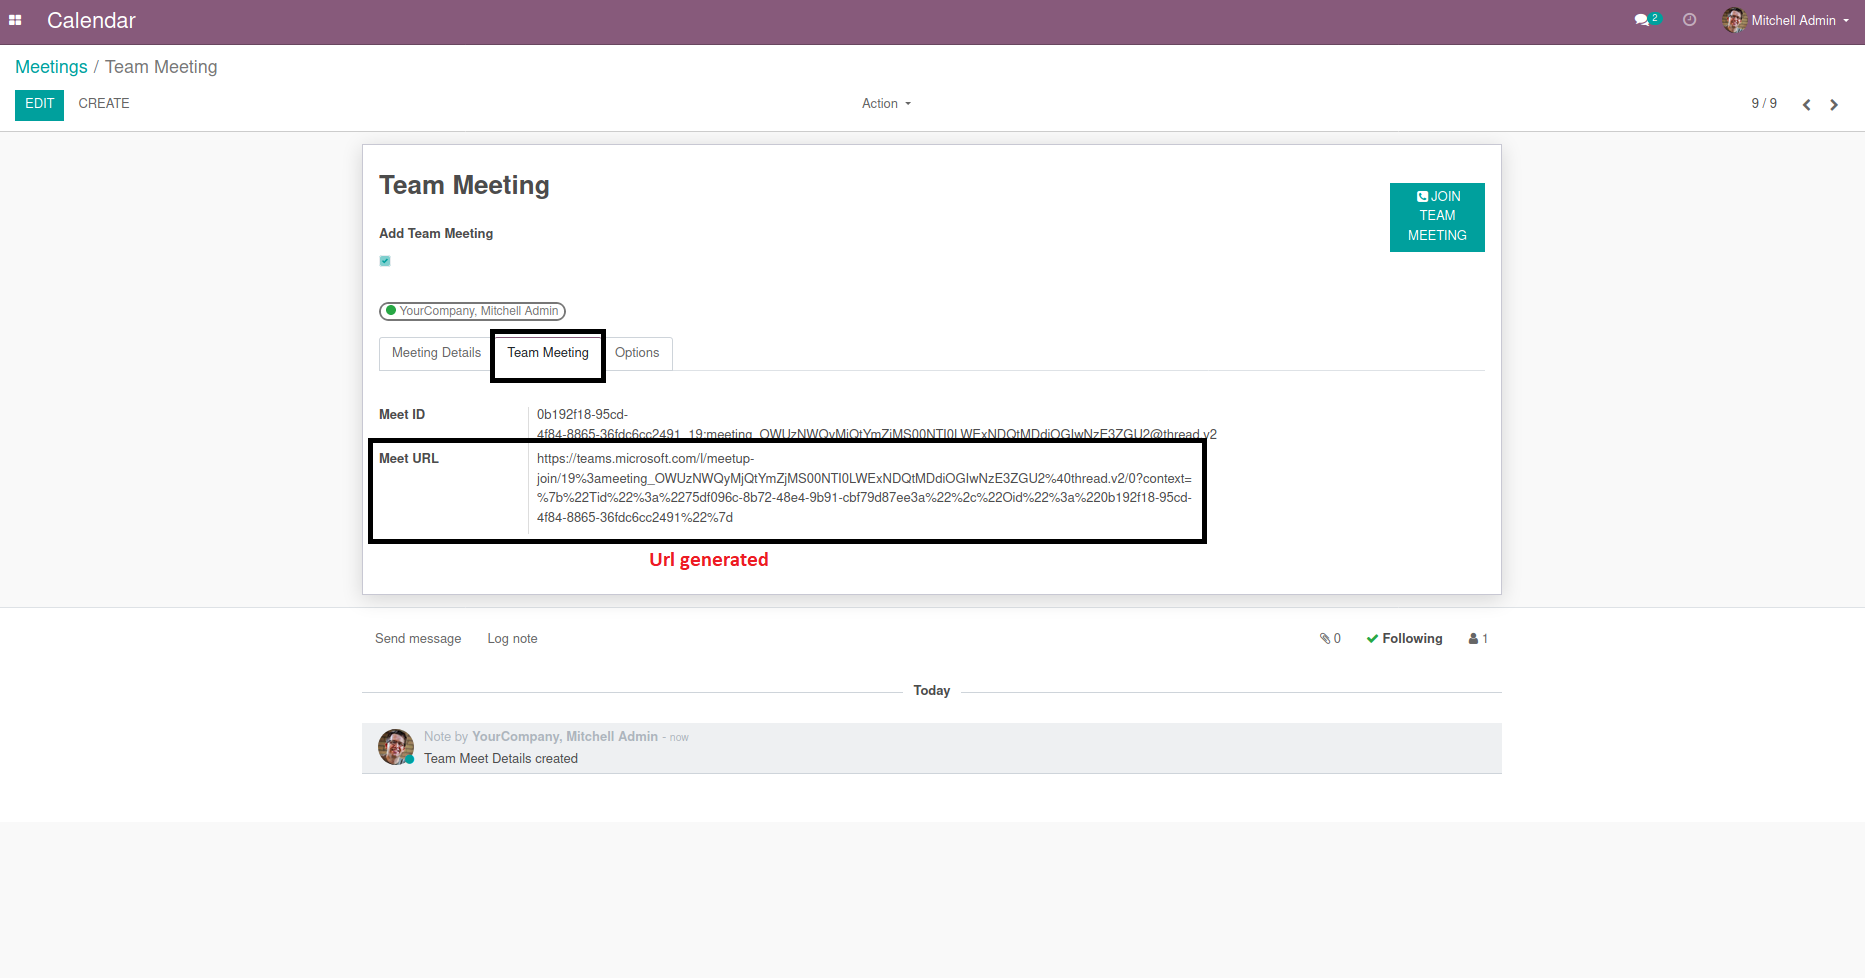 Calendar
2
Mitchell Admin
Meetings / Team Meeting
EDIT CREATE
Action
9 / 9
Team Meeting
JOIN
TEAM
MEETING
Add Team Meeting
YourCompany, Mitchell Admin
Meeting Details Team Meeting Options
Meet ID
0b192f18-95cd-
4f84-8865-36fdc6cc2491_19:meeting_OWUzNWQyMjQtYmZjMS00NTI0LWExNDQtMDdiOGIwNzE3ZGU2@thread.v2
Meet URL
https://teams.microsoft.com/l/meetup-
join/19%3ameeting_OWUzNWQyMjQtYmZjMS00NTI0LWExNDQtMDdiOGIwNzE3ZGU2%40thread.v2/0?context=
%7b%22Tid%22%3a%2275df096c-8b72-48e4-9b91-cbf79d87ee3a%22%2c%22Oid%22%3a%220b192f18-95cd-
4f84-8865-36fdc6cc2491%22%7d
Url generated
Send message Log note
0 Following 1
Today
Note by YourCompany, Mitchell Admin - now
Team Meet Details created